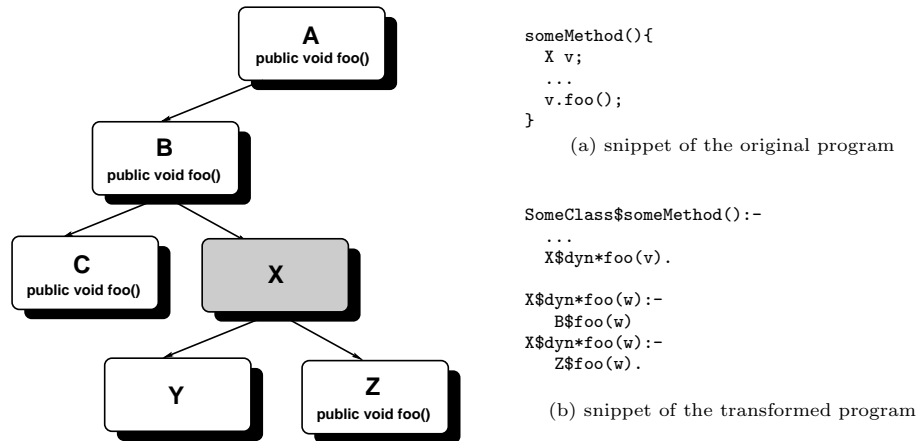 A
public void foo()
B
public void foo()
C
public void foo()
X
Y
Z
public void foo()
someMethod(){
X v;
...
v.foo();
}
(a) snippet of the original program
SomeClass$someMethod():-
...
X$dyn*foo(v).
X$dyn*foo(w):-
B$foo(w)
X$dyn*foo(w):-
Z$foo(w).
(b) snippet of the transformed program